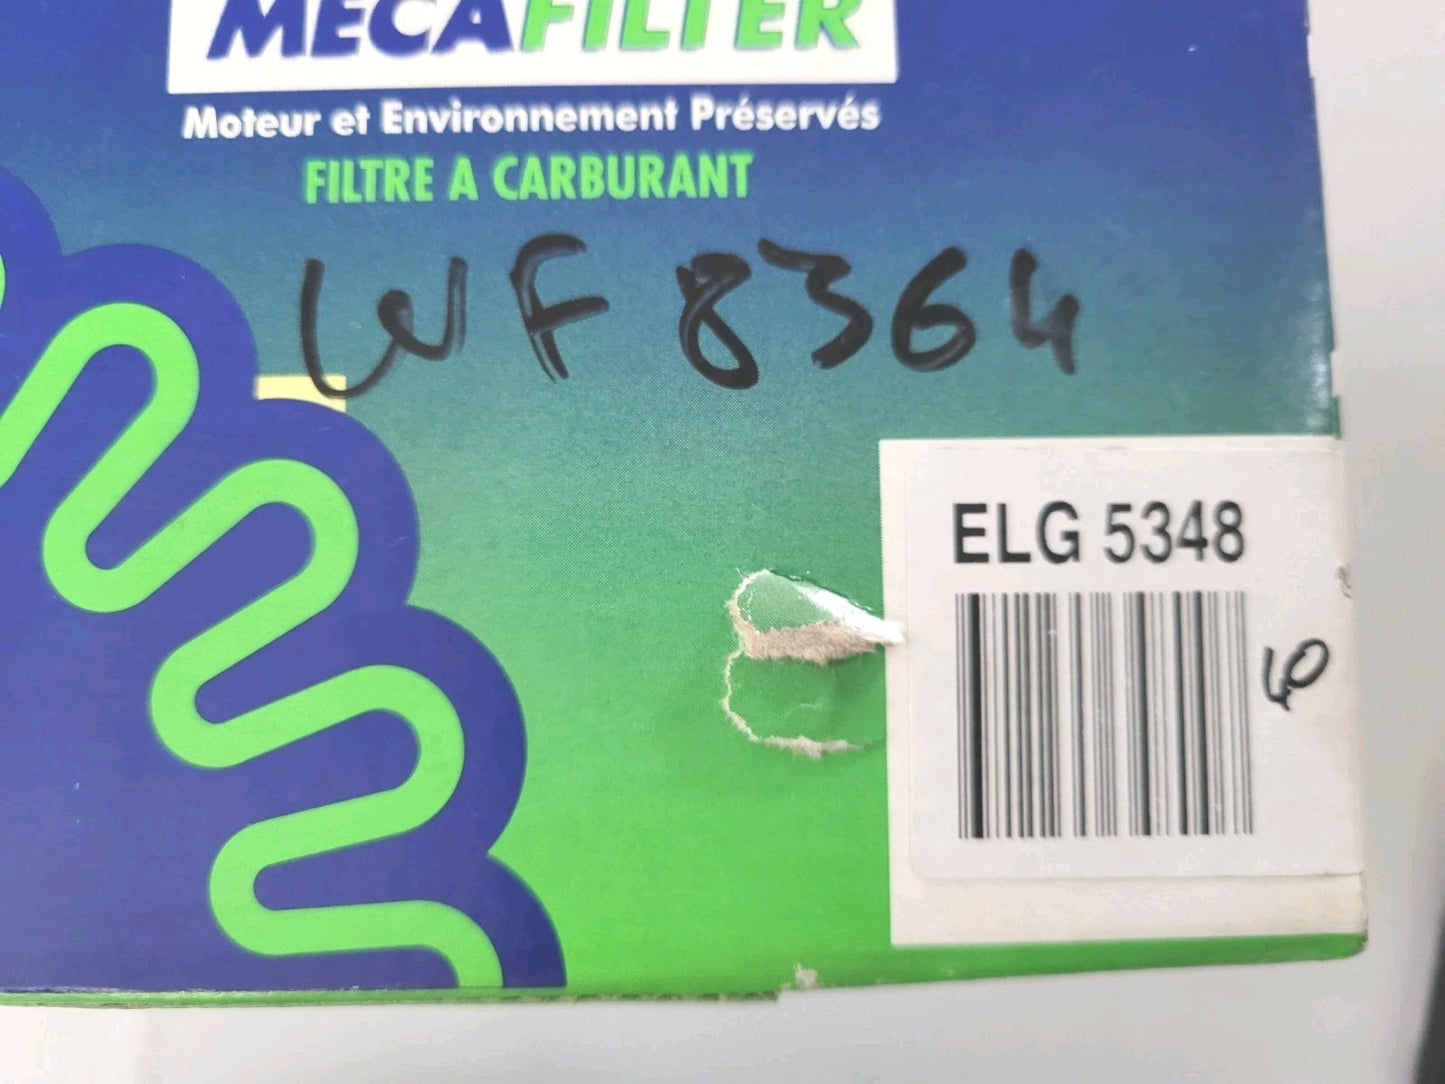 MECAFILTER
Moteur et Environnement Préservés
FILTRE A CARBURANT
WF 8364
ELG 5348